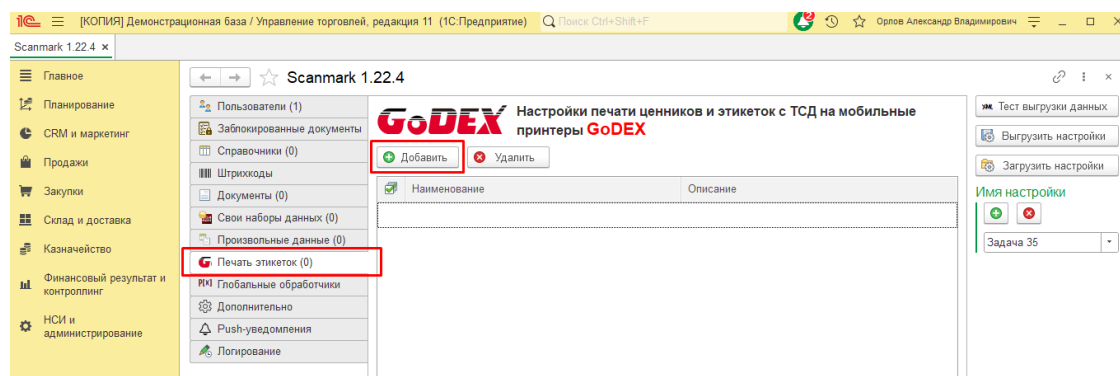 [КОПИЯ] Демонстрационная база / Управление торговлей, редакция 11 (1С:Предприятие)
Поиск Ctrl+Shift+F
2
Орлов Александр Владимирович
Scanmark 1.22.4 ×
Главное
Планирование
CRM и маркетинг
Продажи
Закупки
Склад и доставка
Казначейство
Финансовый результат и
контроллинг
НСИ и
администрирование
Scanmark 1.22.4
Пользователи (1)
Заблокированные документы
Справочники (0)
Штрихкоды
Документы (0)
Свои наборы данных (0)
Произвольные данные (0)
Печать этикеток (0)
P[x] Глобальные обработчики
Дополнительно
Push-уведомления
Логирование
GoDEX
Настройки печати ценников и этикеток с ТСД на мобильные
принтеры GoDEX
Добавить
Удалить
Наименование
Описание
XML Тест выгрузки данных
Выгрузить настройки
Загрузить настройки
Имя настройки
Задача 35